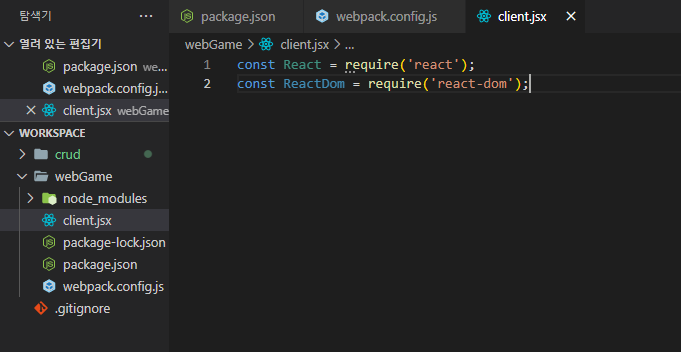 탐색기
열려 있는 편집기
package.json we...
webpack.config.j...
client.jsx webGame
WORKSPACE
crud
webGame
node_modules
client.jsx
package-lock.json
package.json
webpack.config.js
.gitignore
package.json webpack.config.js client.jsx
webGame > client.jsx > ...
1 const React = require('react');
2 const ReactDom = require('react-dom');